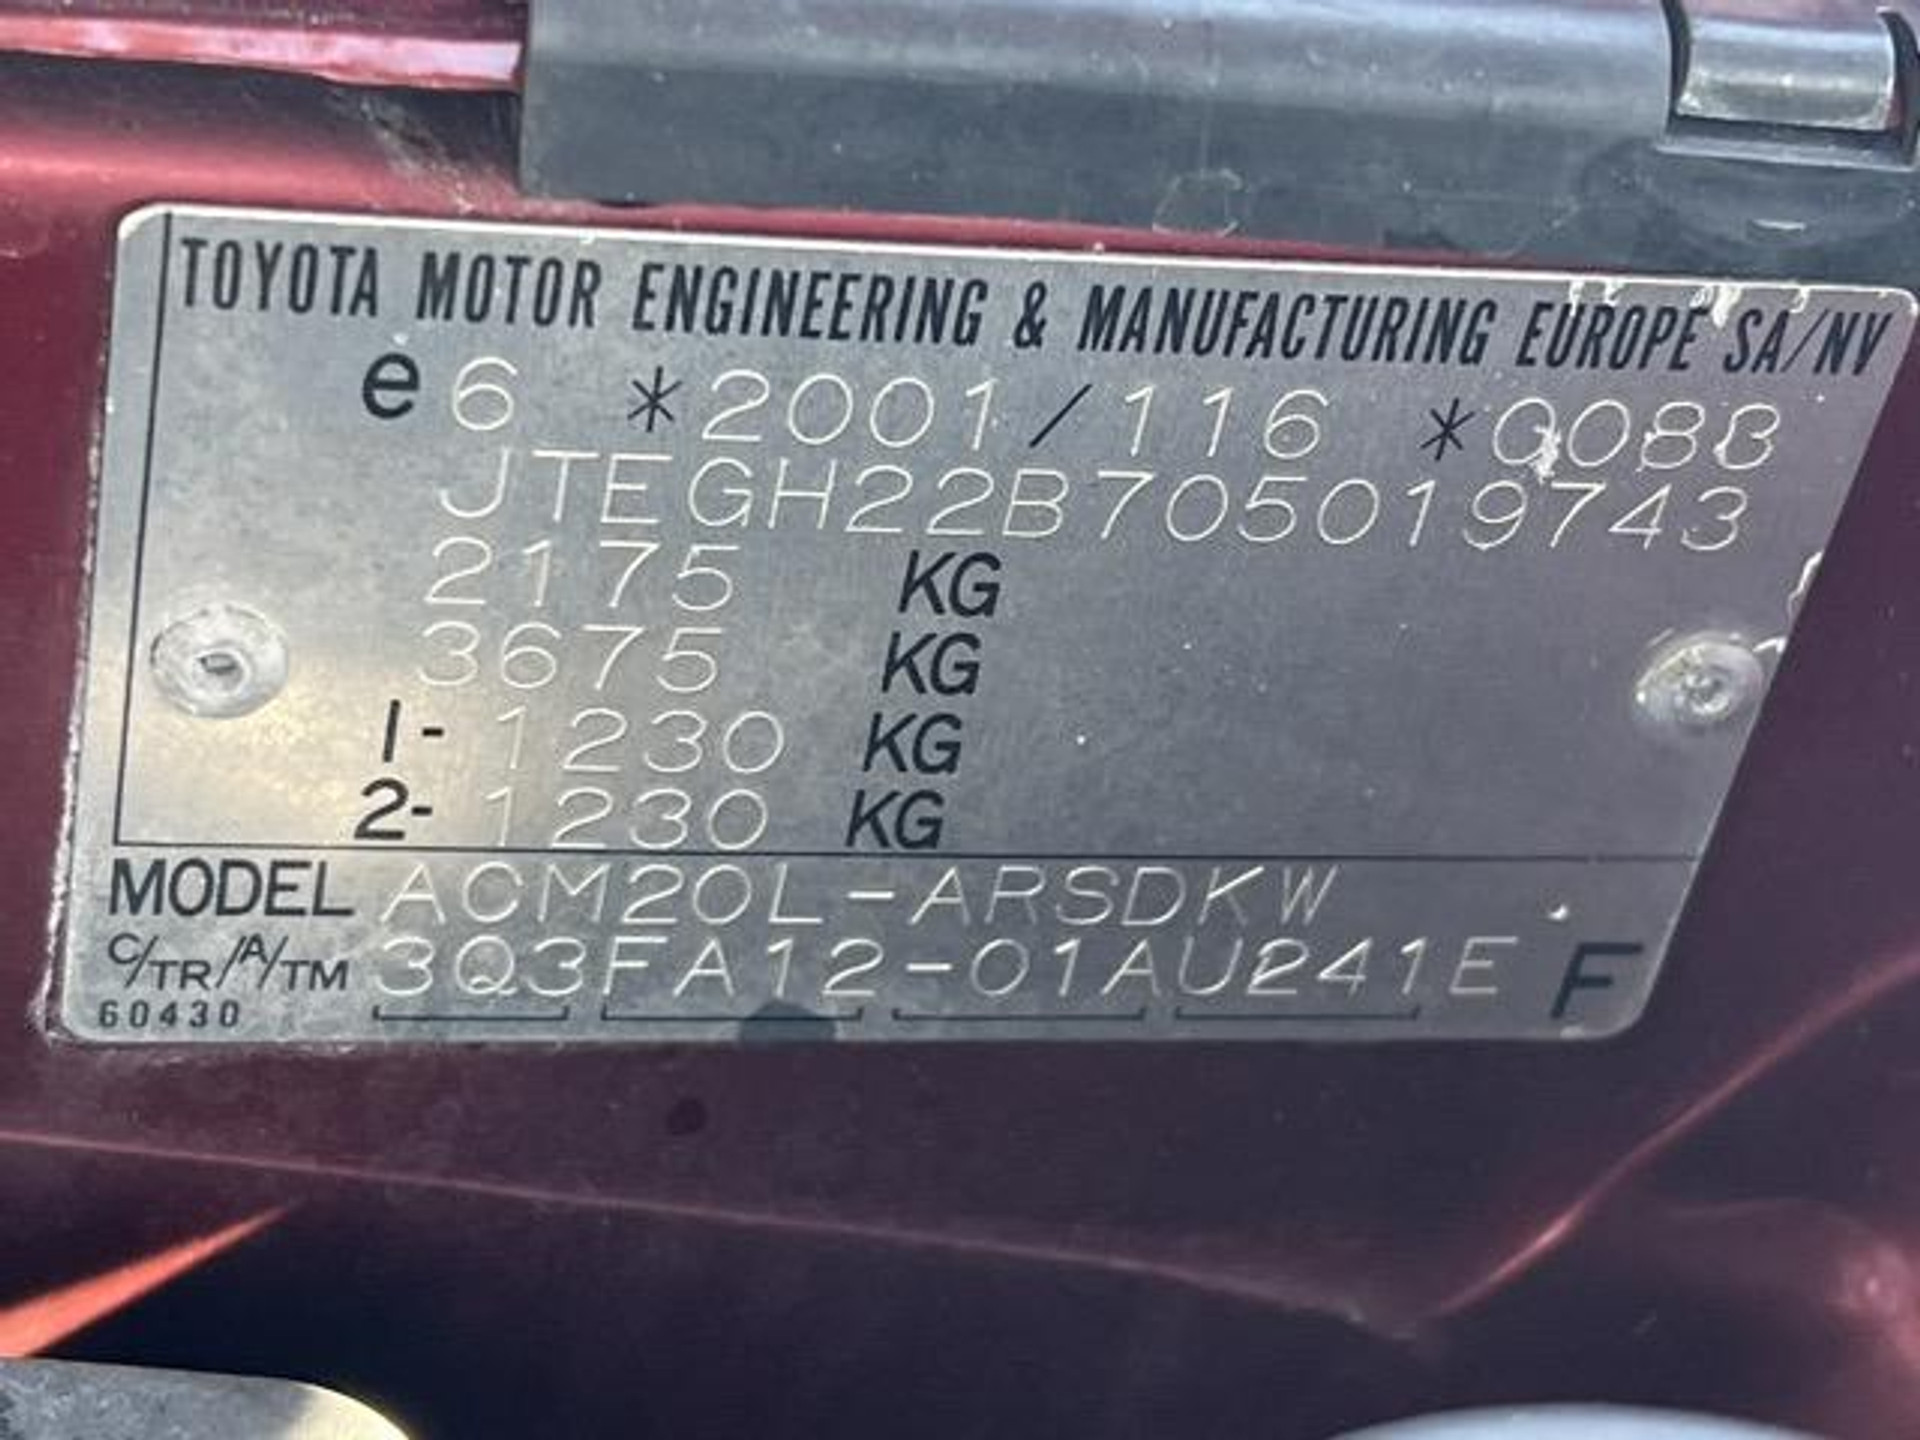 TOYOTA MOTOR ENGINEERING & MANUFACTURING EUROPE SA/NV
e6 *2001/116 *0088
JTEGH22B705019743
2175 KG
3675 KG
1- 1230 KG
2- 1230 KG
MODEL ACM20L-ARSDKW
C/TR/A/TM 3Q3FA12-01AU241E F
60430